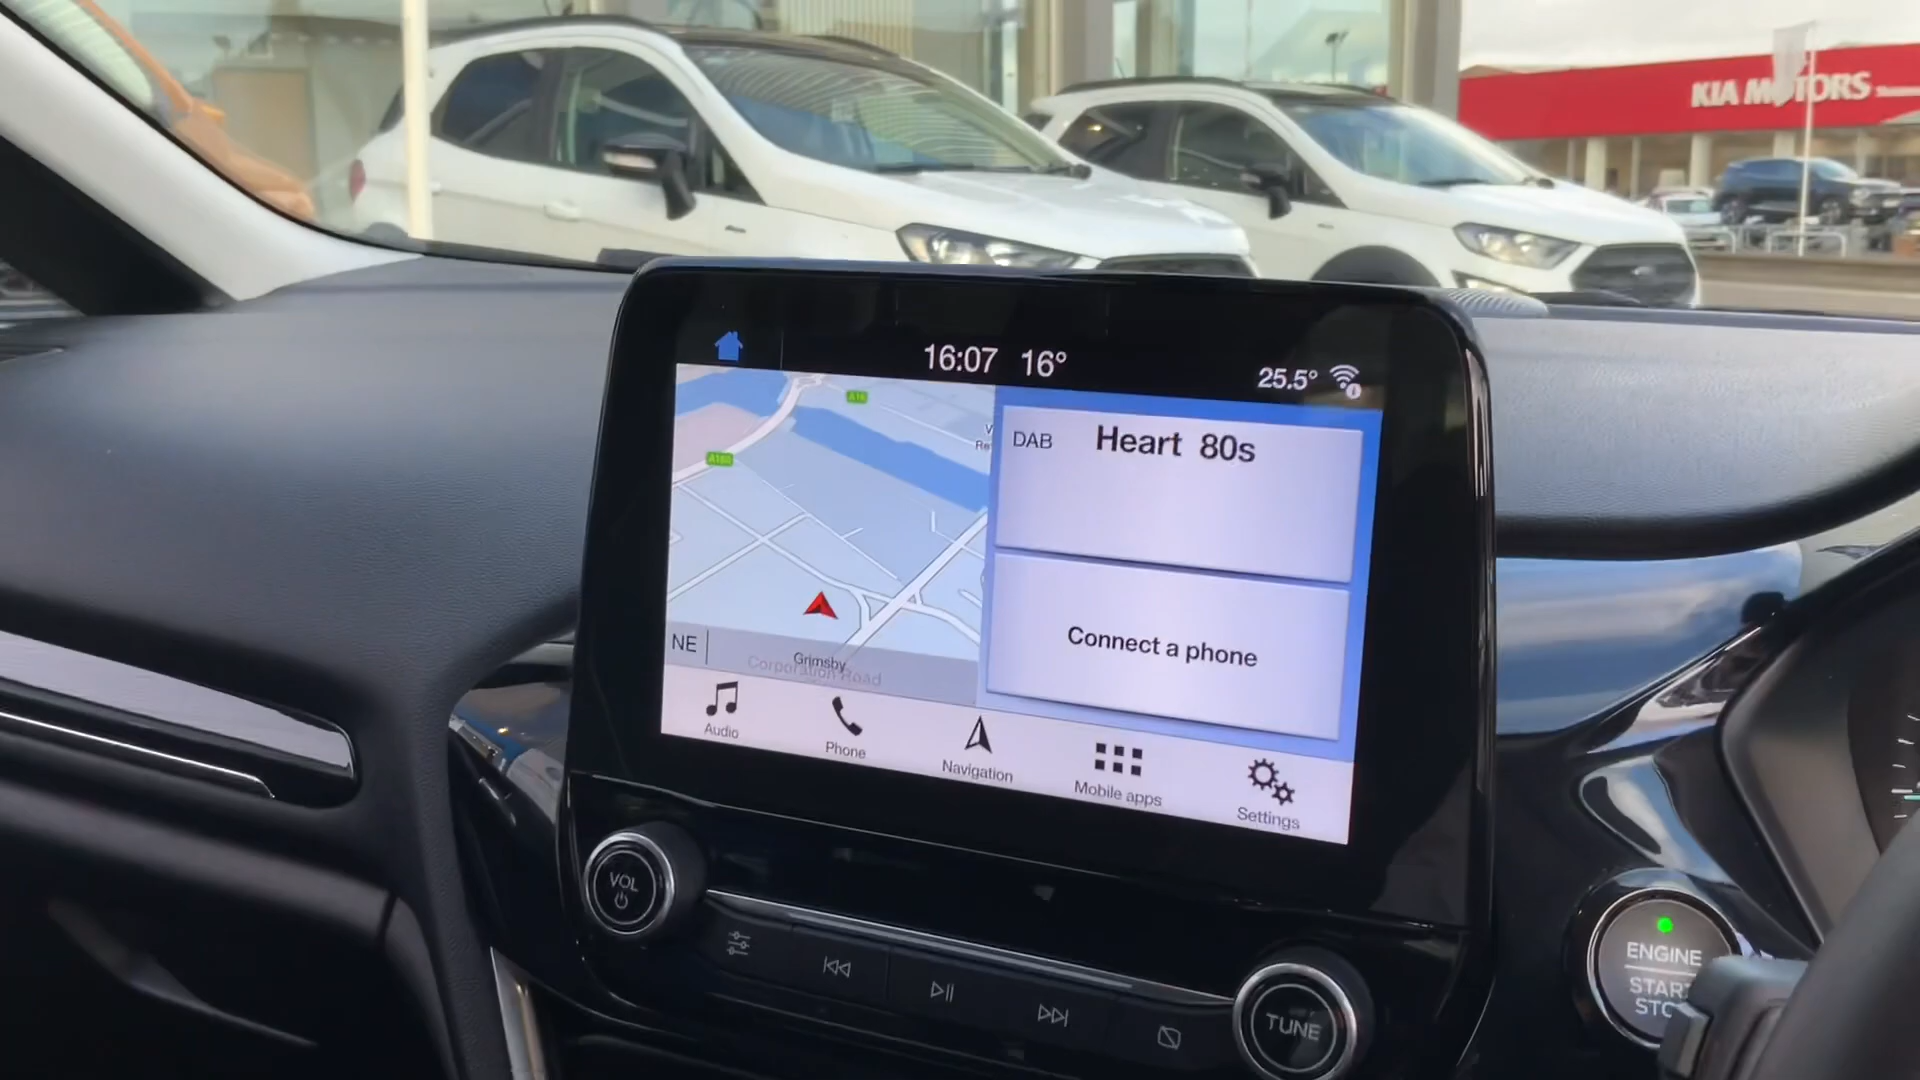 KIA MOTORS
16:07 16°
25.5°
A16
A180
DAB Heart 80s
Connect a phone
NE
Grimsby
Corporation Road
Audio
Phone
Navigation
Mobile apps
Settings
VOL
TUNE
ENGINE
START